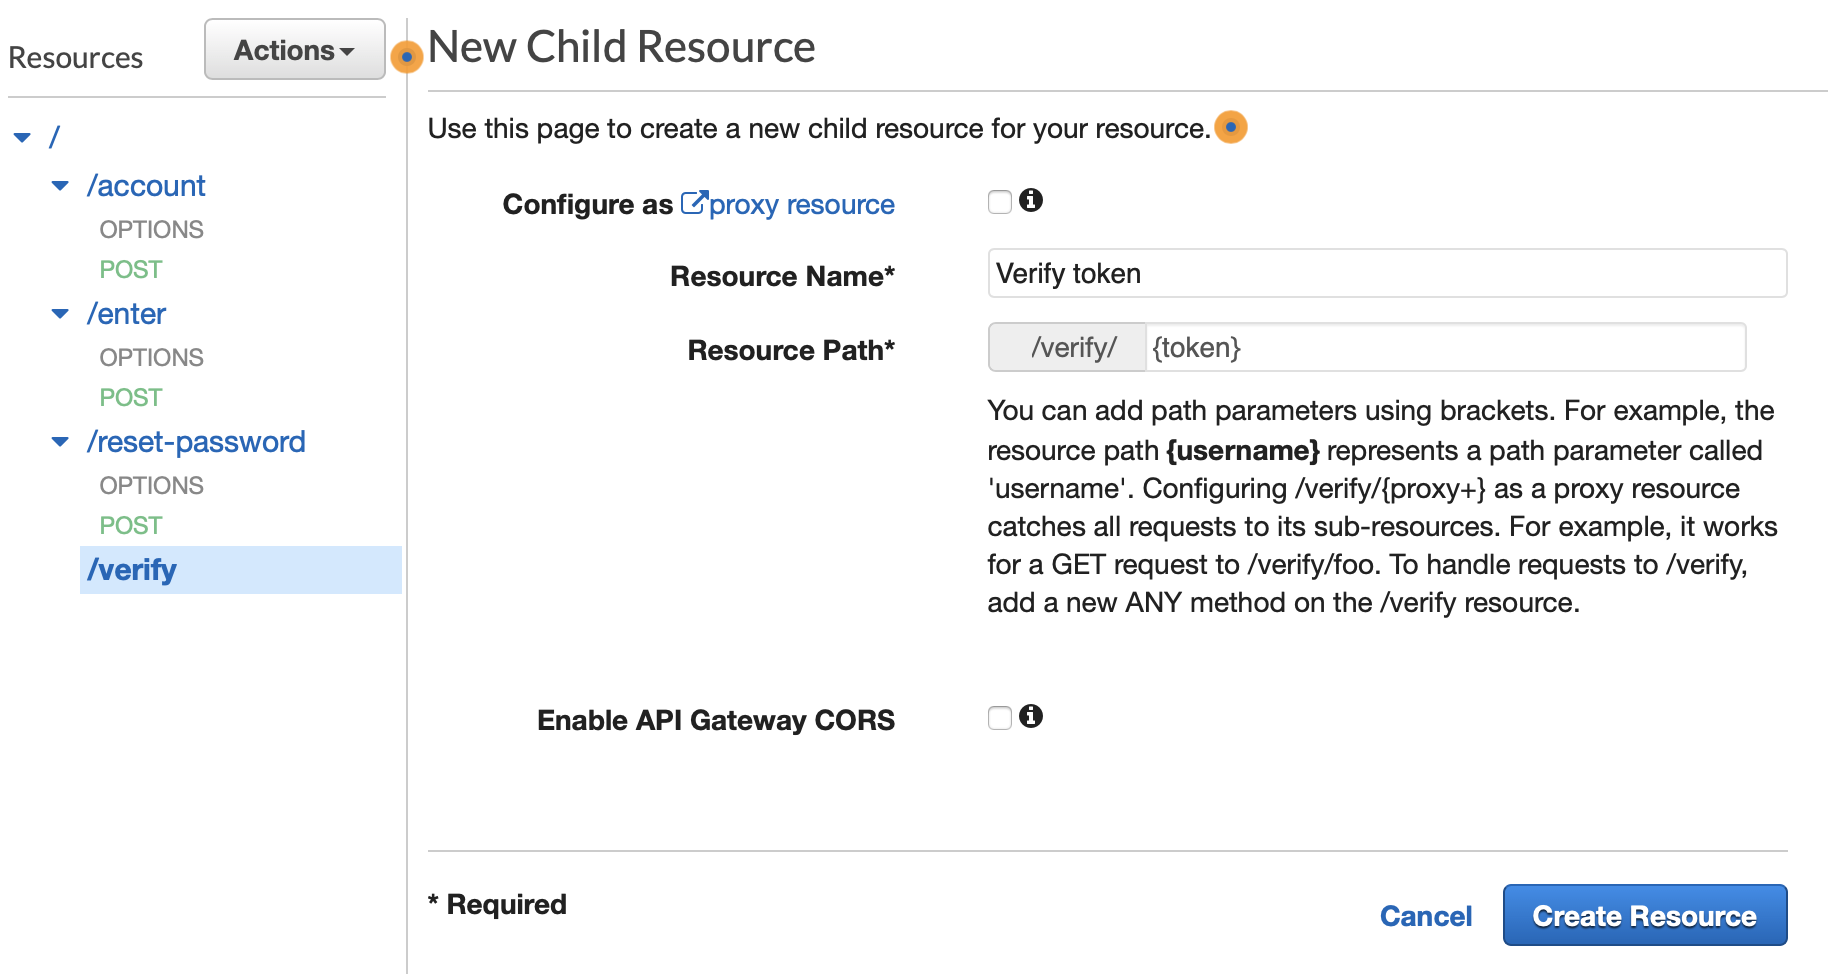 Resources
Actions
/
/account
OPTIONS
POST
/enter
OPTIONS
POST
/reset-password
OPTIONS
POST
/verify
New Child Resource
Use this page to create a new child resource for your resource.
Configure as proxy resource
Resource Name* Verify token
Resource Path* /verify/ {token}
You can add path parameters using brackets. For example, the
resource path {username} represents a path parameter called
'username'. Configuring /verify/{proxy+} as a proxy resource
catches all requests to its sub-resources. For example, it works
for a GET request to /verify/foo. To handle requests to /verify,
add a new ANY method on the /verify resource.
Enable API Gateway CORS
* Required
Cancel Create Resource